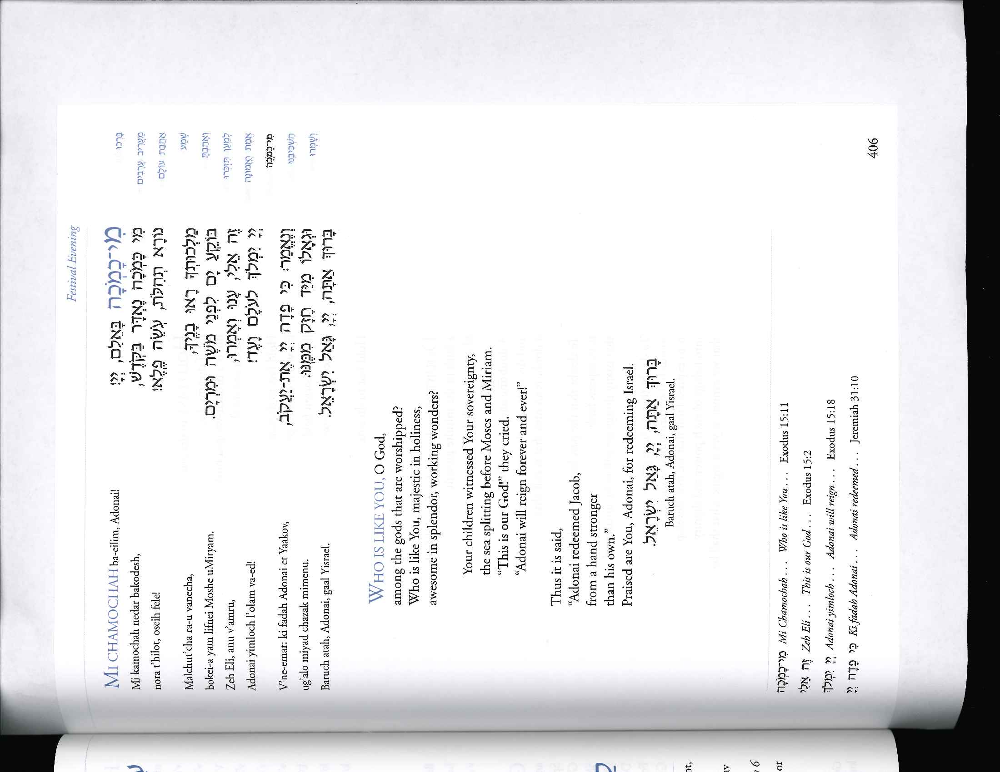 Festival Evening
מִי־כָמֹכָה בָּאֵלִם, יְיָ!
מִי כָּמֹכָה נֶאְדָּר בַּקֹּדֶשׁ,
נוֹרָא תְהִלֹּת, עֹשֵׂה פֶלֶא!
מַלְכוּתְךָ רָאוּ בָנֶיךָ,
בּוֹקֵעַ יָם לִפְנֵי מֹשֶׁה וּמִרְיָם.
זֶה אֵלִי, עָנוּ וְאָמְרוּ,
יְיָ יִמְלֹךְ לְעֹלָם וָעֶד!
וְנֶאֱמַר: כִּי פָדָה יְיָ אֶת־יַעֲקֹב,
וּגְאָלוֹ מִיַּד חָזָק מִמֶּנּוּ.
בָּרוּךְ אַתָּה, יְיָ, גָּאַל יִשְׂרָאֵל.
MI CHAMOCHAH ba-eilim, Adonai!
Mi kamochah nedar bakodesh,
nora t'hilot, oseih fele!
Malchut'cha ra-u vanecha,
bokei-a yam lifnei Moshe uMiryam.
Zeh Eli, anu v'amru,
Adonai yimloch l'olam va-ed!
V'ne-emar: ki fadah Adonai et Yaakov,
ug'alo miyad chazak mimenu.
Baruch atah, Adonai, gaal Yisrael.
בָּרְכוּ
מַעֲרִיב עֲרָבִים
אַהֲבַת עוֹלָם
שְׁמַע
וְאָהַבְתָּ
לְמַעַן תִּזְכְּרוּ
אֱמֶת וֶאֱמוּנָה
מִי־כָמֹכָה
הַשְׁכִּיבֵנוּ
וְשָׁמְרוּ
WHO IS LIKE YOU, O God,
among the gods that are worshipped?
Who is like You, majestic in holiness,
awesome in splendor, working wonders?
Your children witnessed Your sovereignty,
the sea splitting before Moses and Miriam.
“This is our God!” they cried.
“Adonai will reign forever and ever!”
Thus it is said,
“Adonai redeemed Jacob,
from a hand stronger
than his own.”
Praised are You, Adonai, for redeeming Israel.
בָּרוּךְ אַתָּה, יְיָ, גָּאַל יִשְׂרָאֵל.
Baruch atah, Adonai, gaal Yisrael.
מִי־כָמֹכָה Mi Chamochah . . . Who is like You . . . . Exodus 15:11
זֶה אֵלִי Zeh Eli . . . This is our God . . . . Exodus 15:2
יְיָ יִמְלֹךְ Adonai yimloch . . . Adonai will reign . . . . Exodus 15:18
כִּי פָדָה יְיָ Ki fadah Adonai . . . Adonai redeemed . . . . Jeremiah 31:10
406